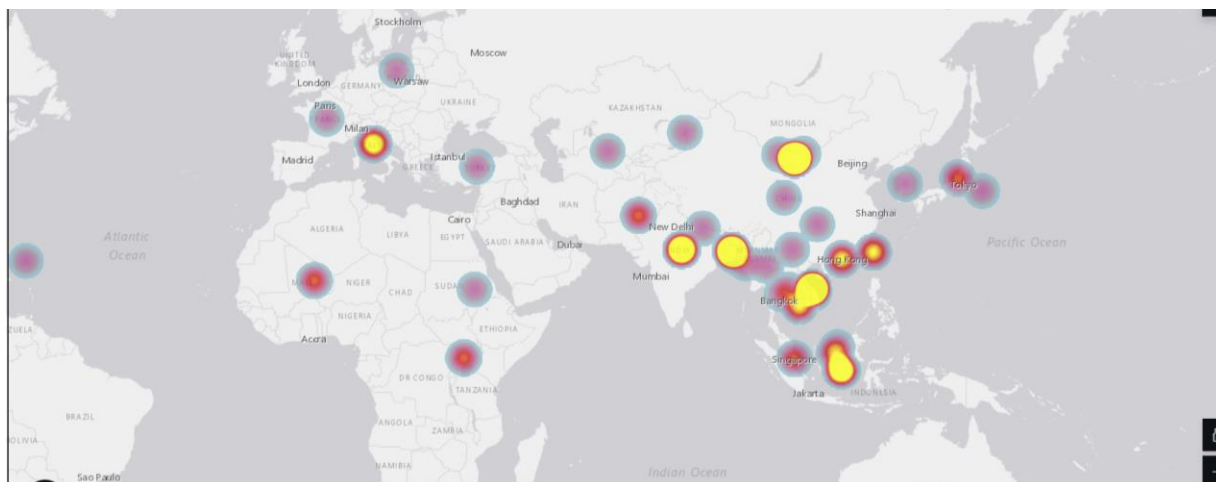 Stockholm
Moscow
UNITED
KINGDOM
London
Warsaw
GERMANY
Paris
UKRAINE
KAZAKHSTAN
MONGOLIA
Milan
Madrid
Istanbul
GREECE
Beijing
Tokyo
Baghdad
IRAN
Shanghai
Atlantic
Ocean
Cairo
New Delhi
ALGERIA
LIBYA
EGYPT
SAUDI ARABIA
Dubai
Pacific Ocean
Mumbai
Hong Kong
NIGER
CHAD
SUDAN
Bangkok
NIGERIA
ETHIOPIA
Accra
Singapore
DR CONGO
TANZANIA
Jakarta
INDONESIA
BRAZIL
ANGOLA
ZAMBIA
NAMIBIA
Indian Ocean
Sao Paulo